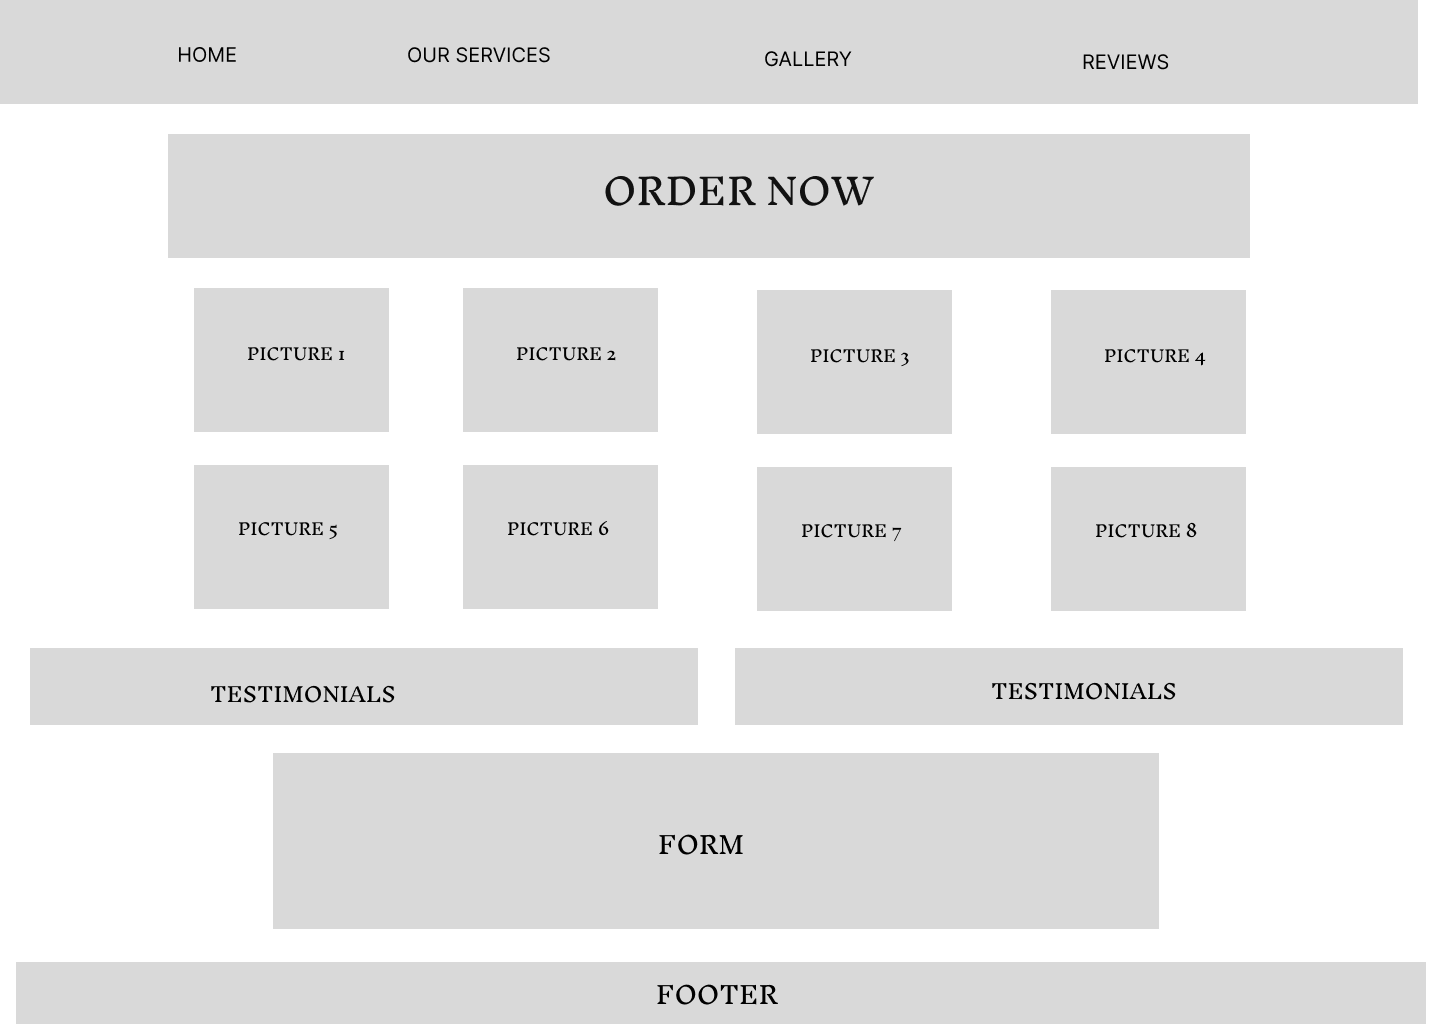 HOME OUR SERVICES GALLERY REVIEWS
ORDER NOW
PICTURE 1 PICTURE 2 PICTURE 3 PICTURE 4
PICTURE 5 PICTURE 6 PICTURE 7 PICTURE 8
TESTIMONIALS TESTIMONIALS
FORM
FOOTER